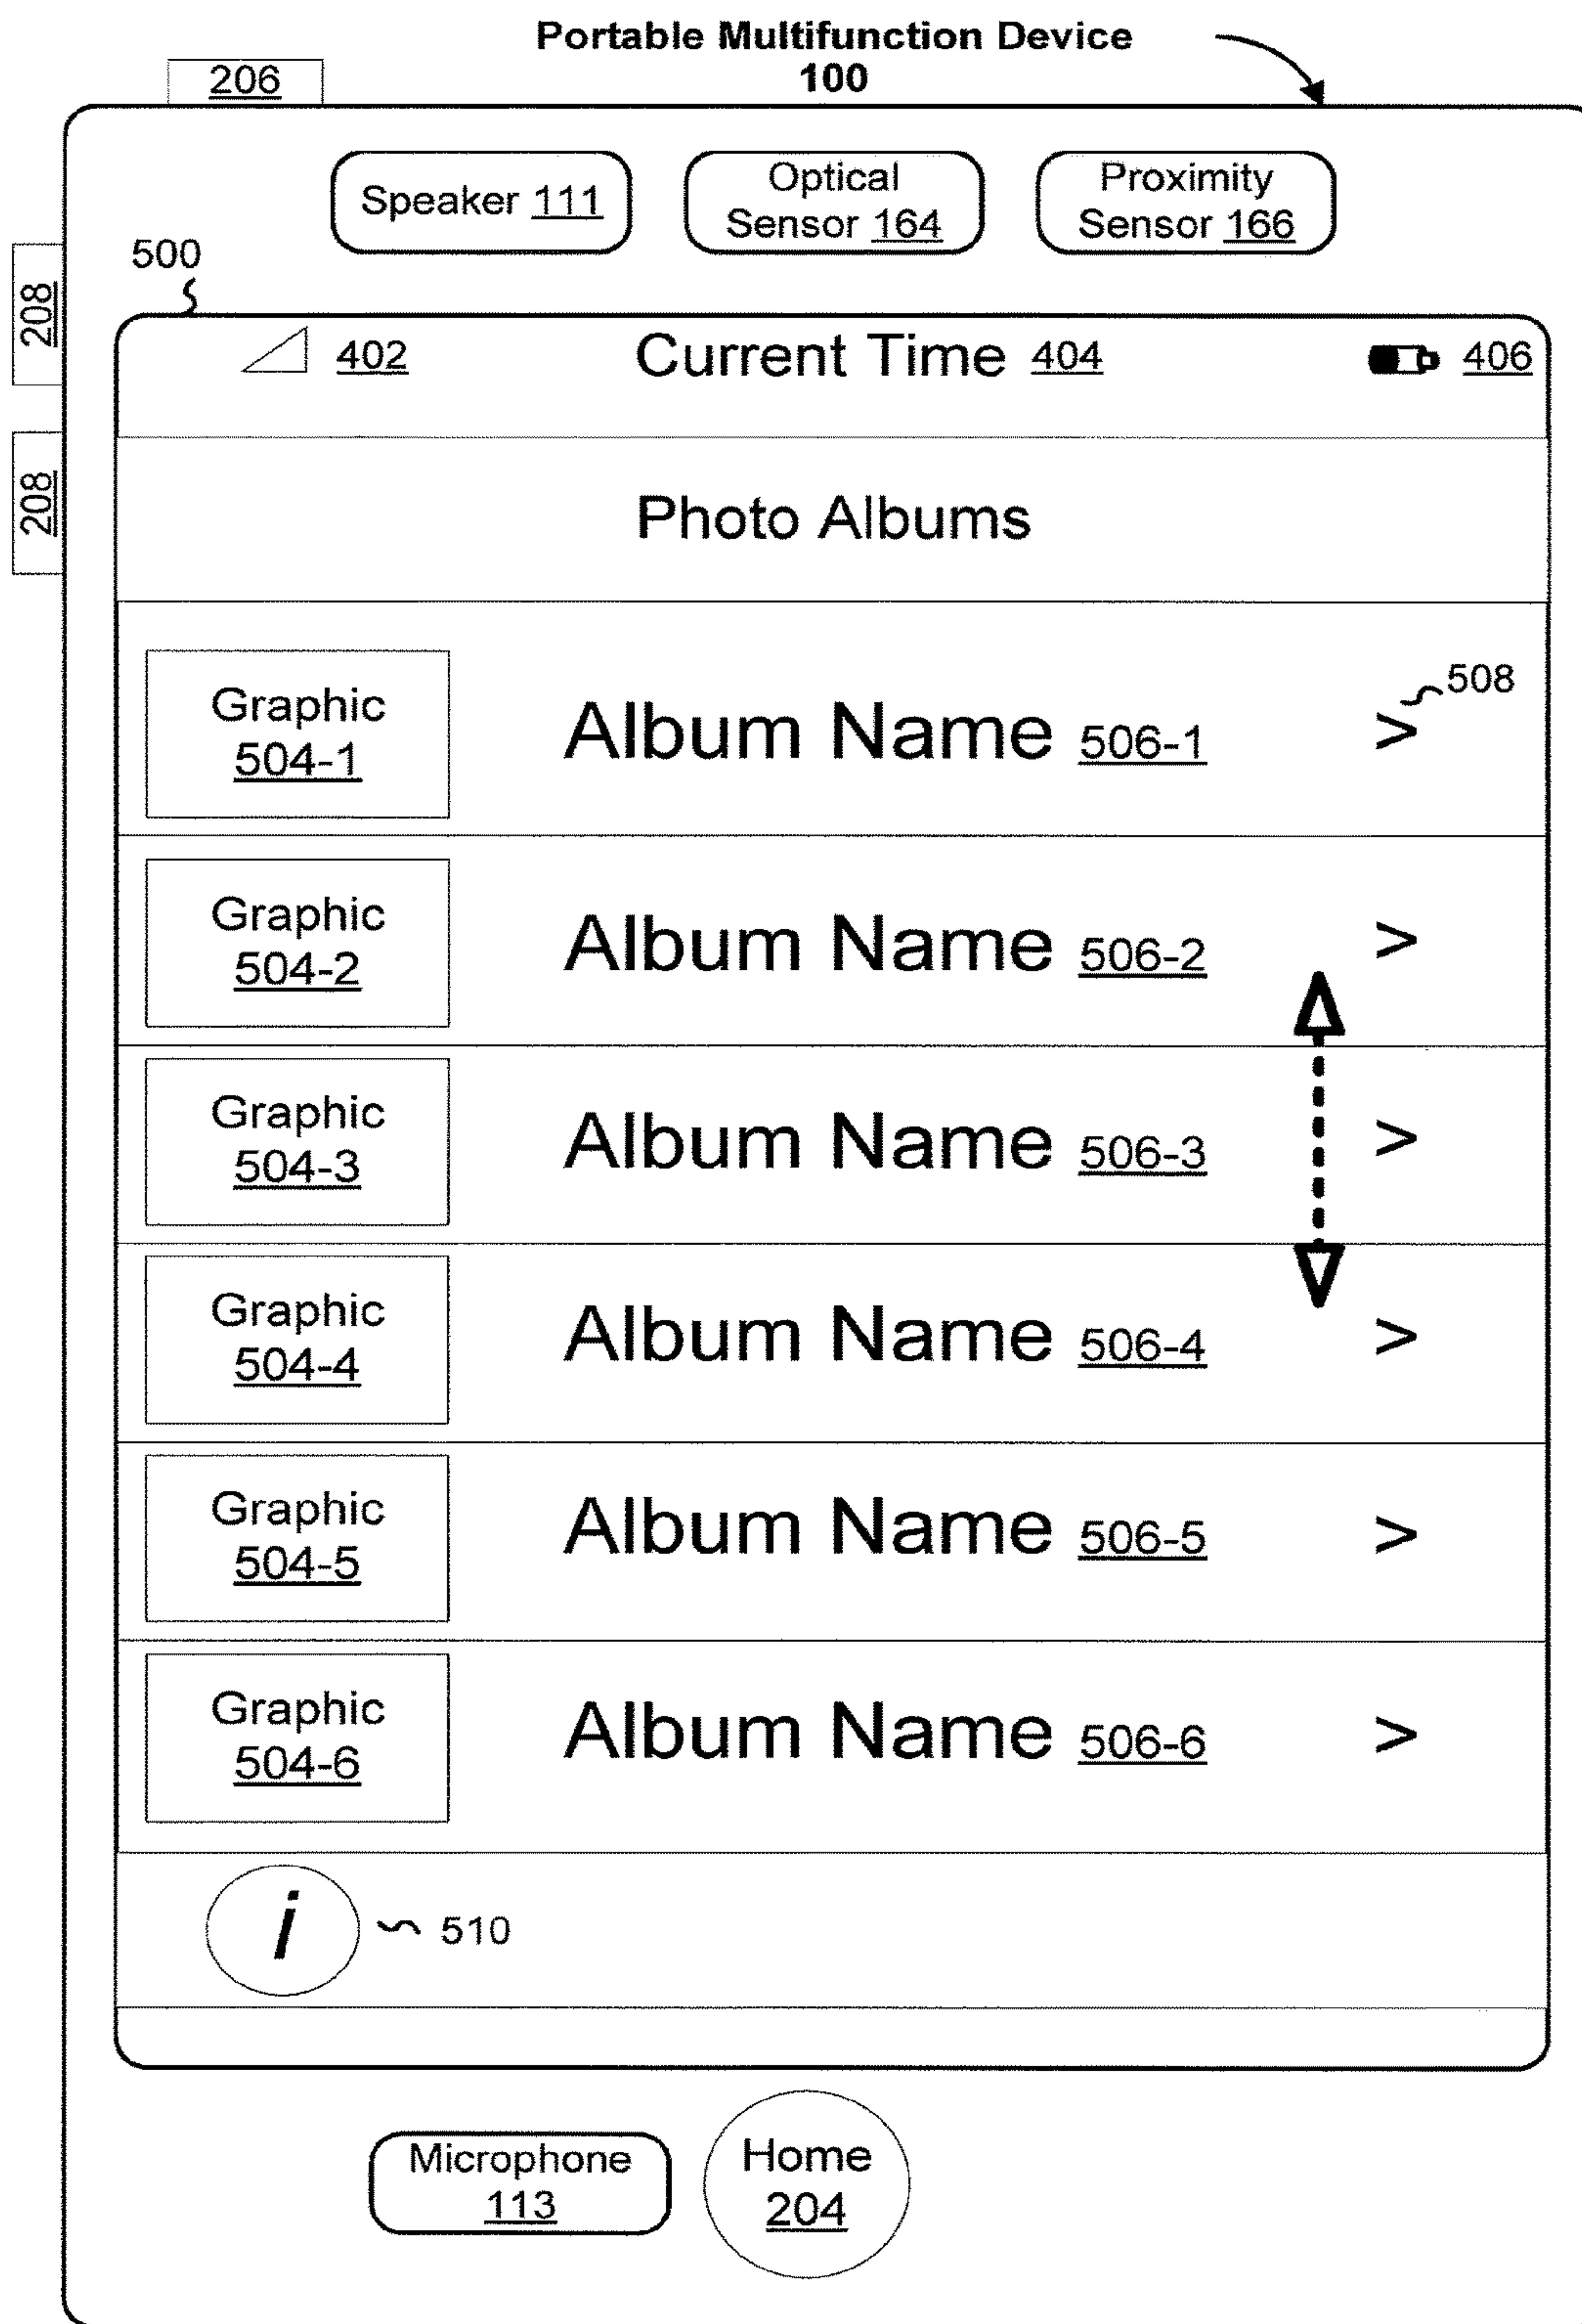 Portable Multifunction Device
100
206
Speaker 111
Optical
Sensor 164
Proximity
Sensor 166
500
208
402
Current Time 404
406
208
Photo Albums
Graphic
504-1
Album Name 506-1
>
508
Graphic
504-2
Album Name 506-2
>
Graphic
504-3
Album Name 506-3
>
Graphic
504-4
Album Name 506-4
>
Graphic
504-5
Album Name 506-5
>
Graphic
504-6
Album Name 506-6
>
i
510
Microphone
113
Home
204